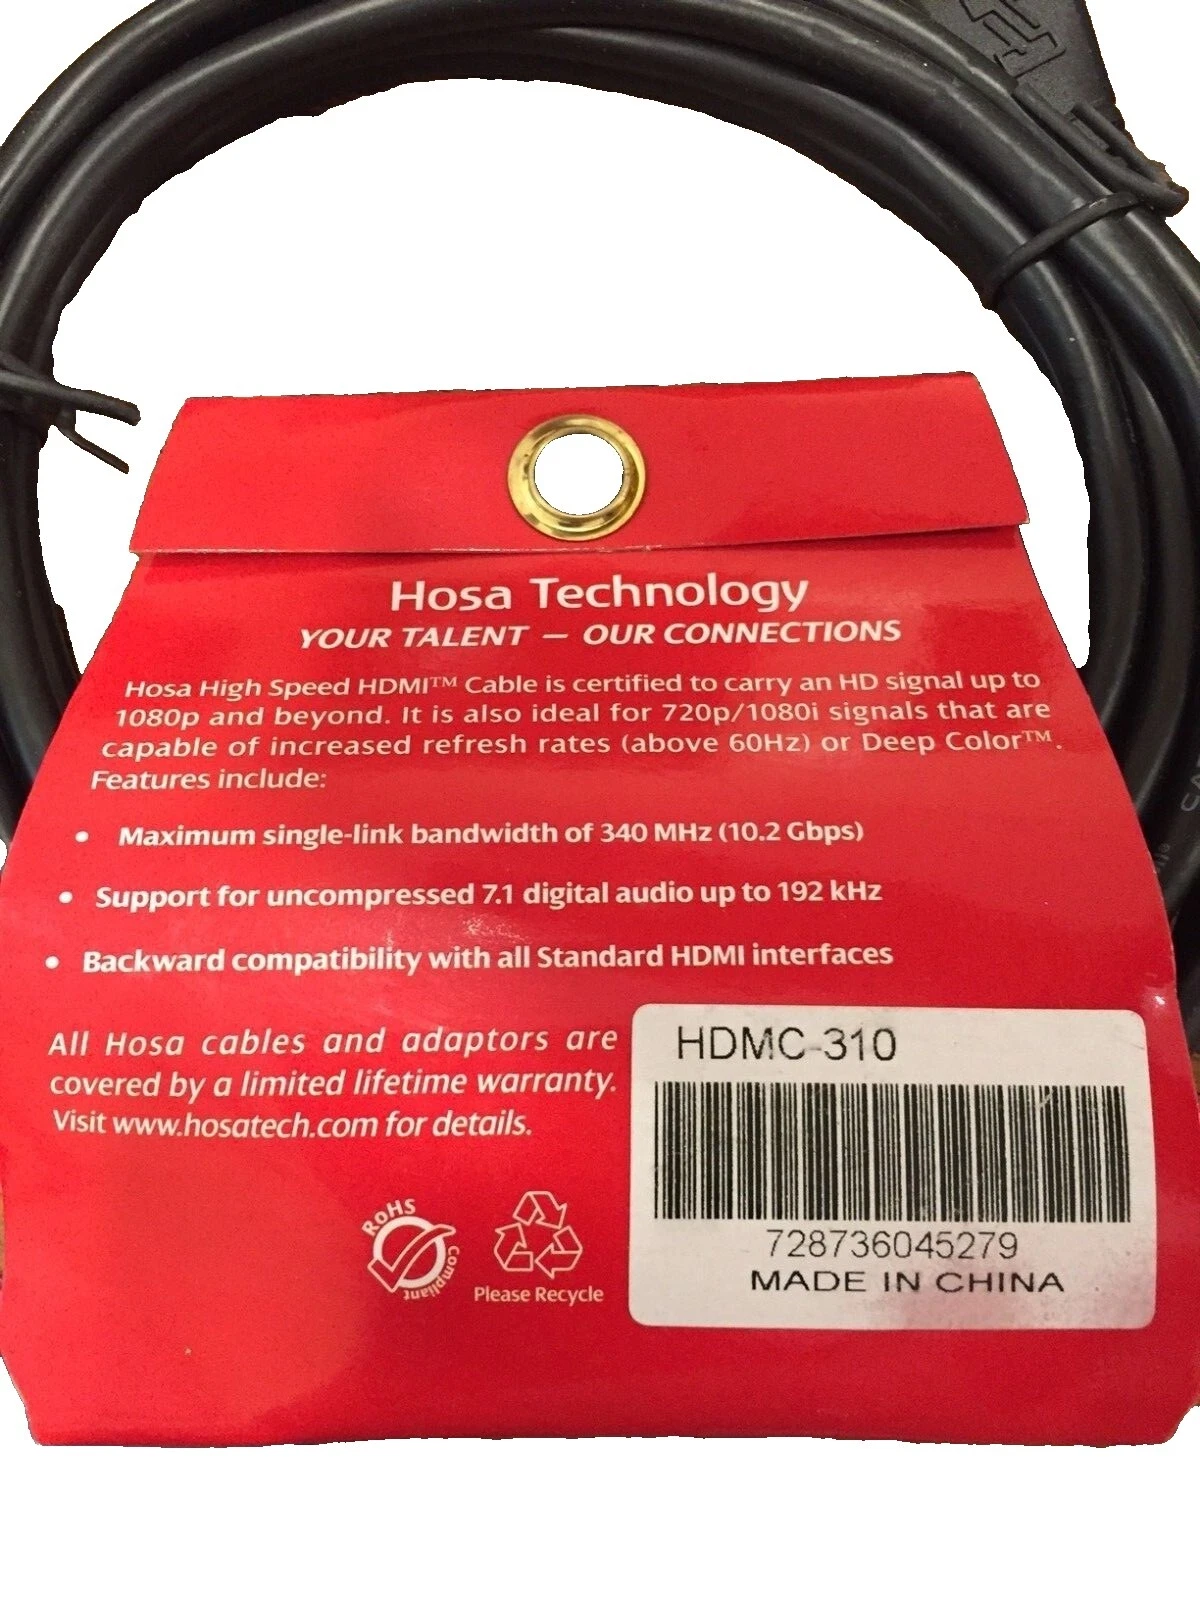 Hosa Technology
YOUR TALENT — OUR CONNECTIONS
Hosa High Speed HDMI™ Cable is certified to carry an HD signal up to
1080p and beyond. It is also ideal for 720p/1080i signals that are
capable of increased refresh rates (above 60Hz) or Deep Color™.
Features include:
• Maximum single-link bandwidth of 340 MHz (10.2 Gbps)
• Support for uncompressed 7.1 digital audio up to 192 kHz
• Backward compatibility with all Standard HDMI interfaces
All Hosa cables and adaptors are
covered by a limited lifetime warranty.
Visit www.hosatech.com for details.
RoHS
Compliant
Please Recycle
HDMC-310
728736045279
MADE IN CHINA